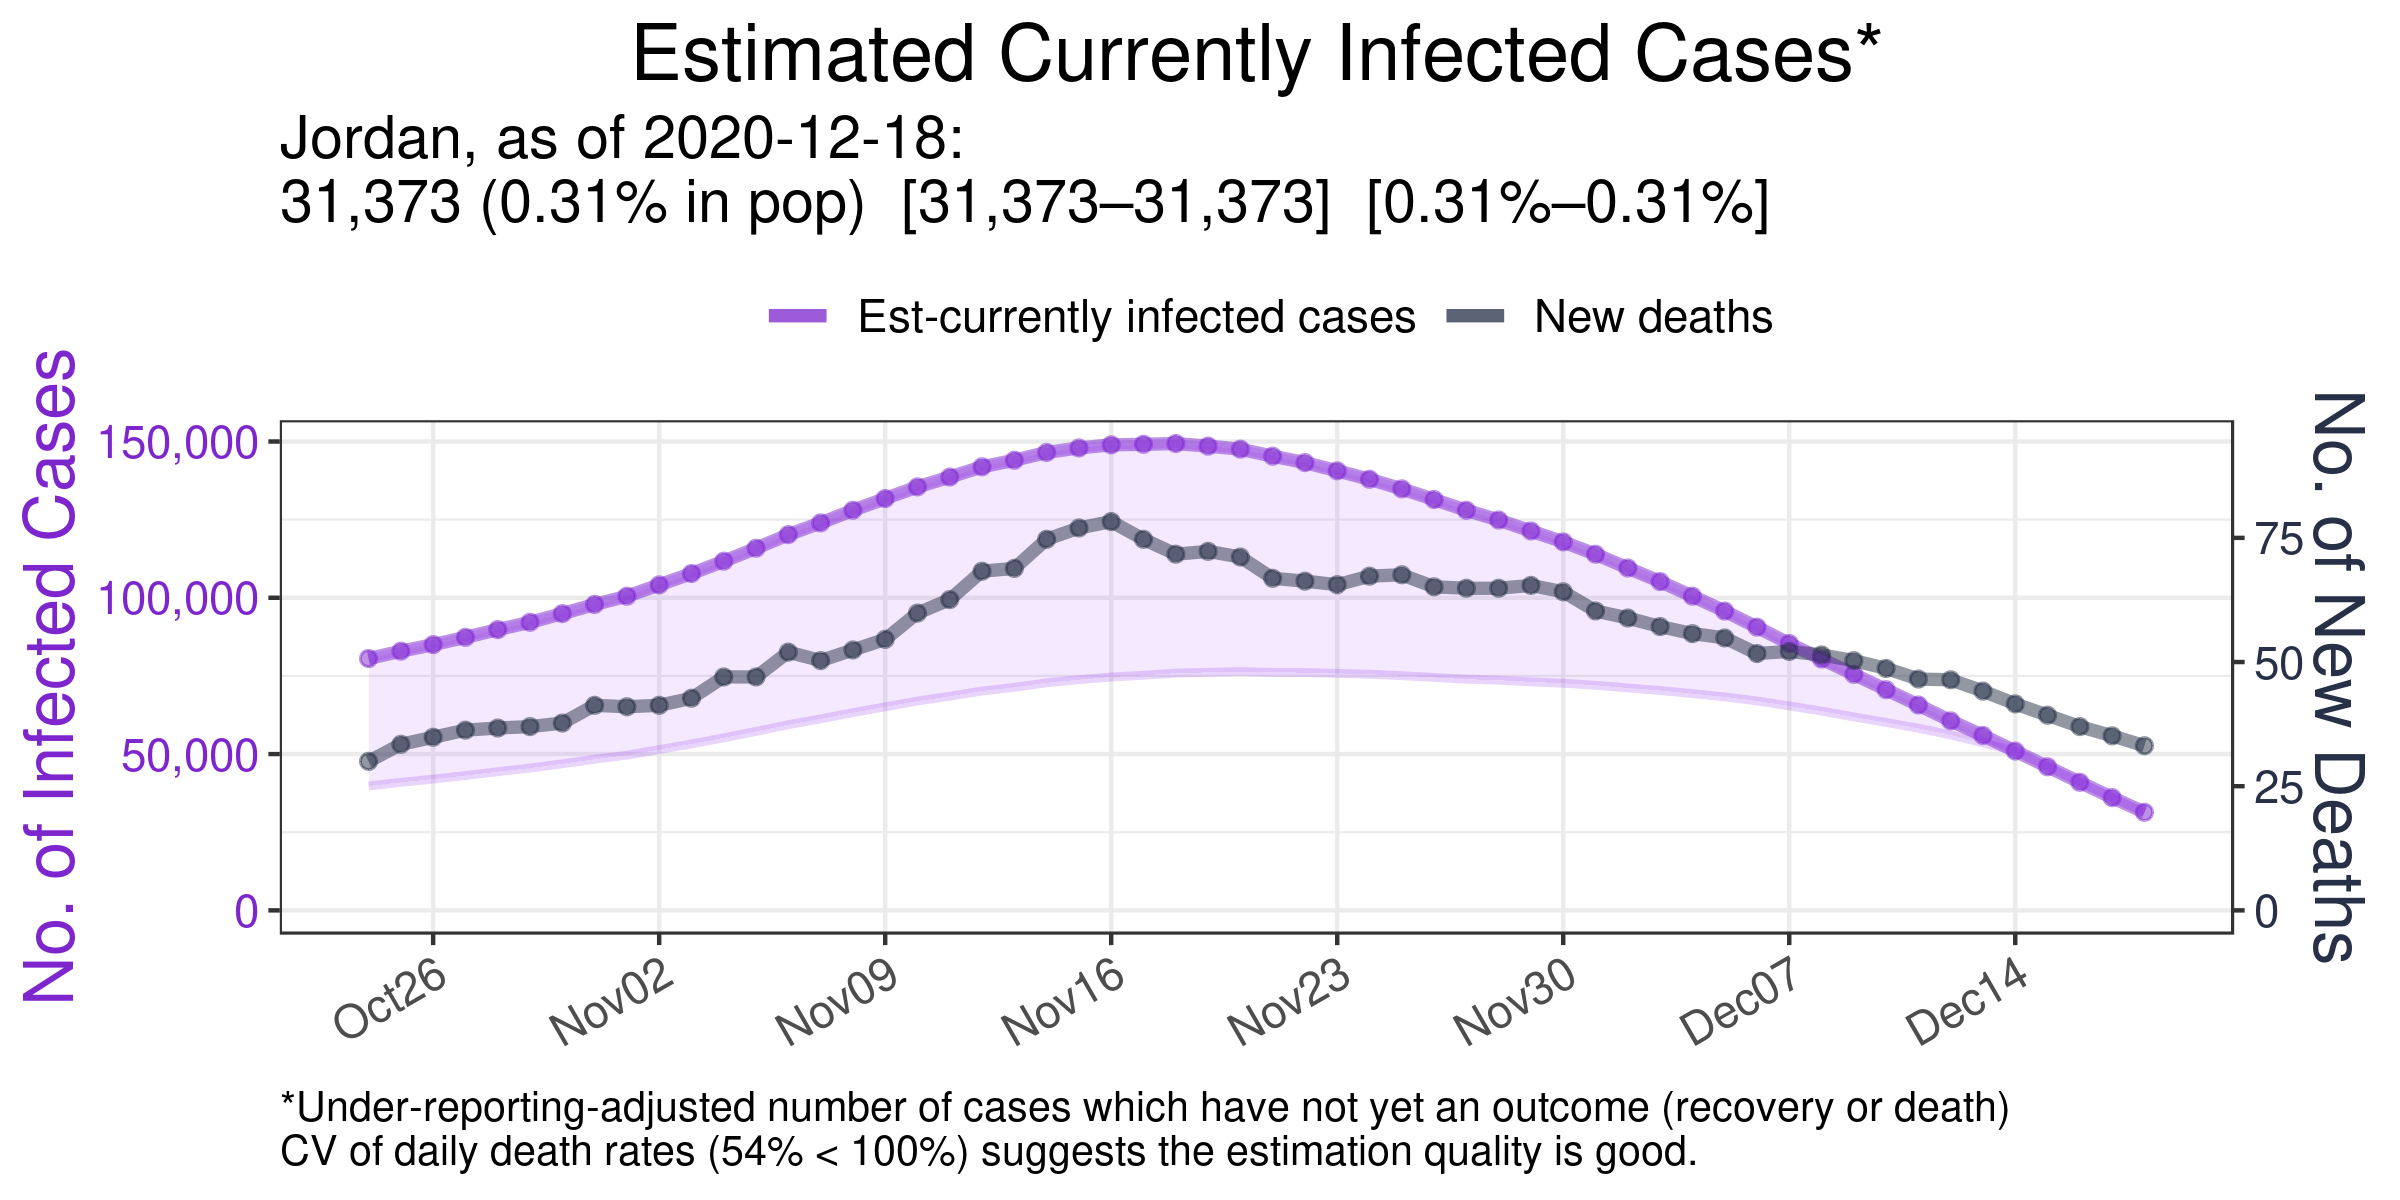 Estimated Currently Infected Cases*
Jordan, as of 2020-12-18:
31,373 (0.31% in pop)  [31,373–31,373]  [0.31%–0.31%]
Est-currently infected cases
New deaths
No. of Infected Cases
150,000
100,000
50,000
0
No. of New Deaths
75
50
25
0
Oct26
Nov02
Nov09
Nov16
Nov23
Nov30
Dec07
Dec14
*Under-reporting-adjusted number of cases which have not yet an outcome (recovery or death)
CV of daily death rates (54% < 100%) suggests the estimation quality is good.